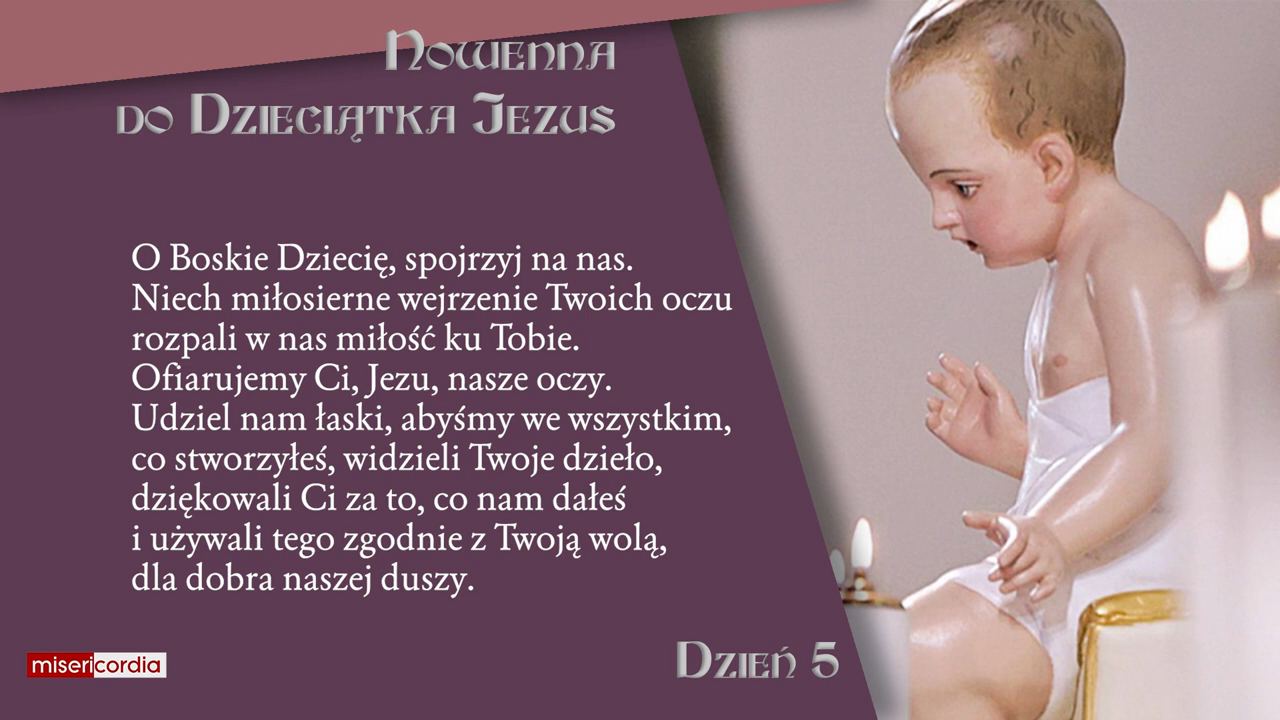 Nowenna
do Dzieciątka Jezus
O Boskie Dziecię, spojrzyj na nas.
Niech miłosierne wejrzenie Twoich oczu
rozpali w nas miłość ku Tobie.
Ofiarujemy Ci, Jezu, nasze oczy.
Udziel nam łaski, abyśmy we wszystkim,
co stworzyłeś, widzieli Twoje dzieło,
dziękowali Ci za to, co nam dałeś
i używali tego zgodnie z Twoją wolą,
dla dobra naszej duszy.
misericordia
Dzień 5